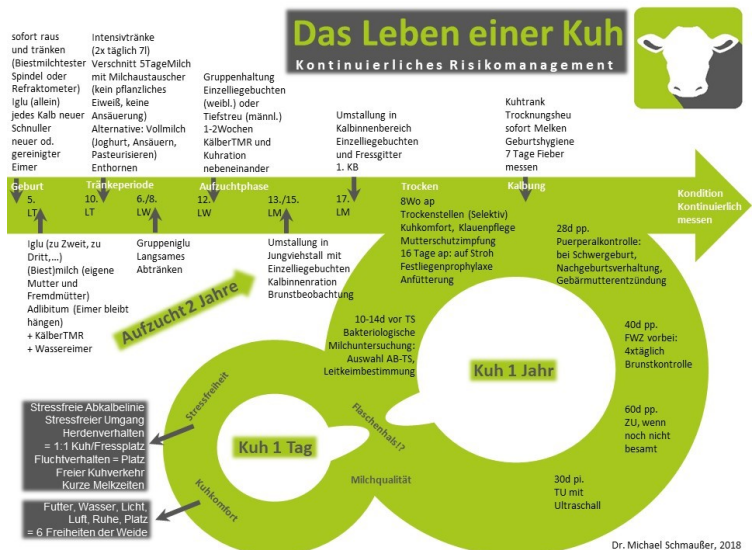 Das Leben einer Kuh
Kontinuierliches Risikomanagement
sofort raus
und tränken
(Biestmilchtester
Spindel oder
Refraktometer)
Iglu (allein)
jedes Kalb neuer
Schnuller
neuer od.
gereinigter
Eimer
Intensivtränke
(2x täglich 7l)
Verschnitt 5TageMilch
mit Milchaustauscher
(kein pflanzliches
Eiweiß, keine
Ansäuerung)
Alternative: Vollmilch
(Joghurt, Ansäuern,
Pasteurisieren)
Enthornen
Gruppenhaltung
Einzelliegebuchten
(weibl.) oder
Tiefstreu (männl.)
1-2Wochen
KälberTMR und
Kuhration
nebeneinander
Umstallung in
Kalbinnenbereich
Einzelliegebuchten
und Fressgitter
1. KB
Kuhtrank
Trocknungsheu
sofort Melken
Geburtshygiene
7 Tage Fieber
messen
Geburt
Tränkeperiode
Aufzuchtphase
Trocken
Kalbung
5.
LT
10.
LT
6./8.
LW
12.
LW
13./15.
LM
17.
LM
Kondition
Kontinuierlich
messen
Iglu (zu Zweit, zu
Dritt,...)
(Biest)milch (eigene
Mutter und
Fremdmütter)
Adlibitum (Eimer bleibt
hängen)
+ KälberTMR
+ Wassereimer
Gruppeniglu
Langsames
Abtränken
Umstallung in
Jungviehstall mit
Einzelliegebuchten
Kalbinnenration
Brunstbeobachtung
Aufzucht 2 Jahre
8Wo ap
Trockenstellen (Selektiv)
Kuhkomfort, Klauenpflege
Mutterschutzimpfung
16 Tage ap: auf Stroh
Festliegenprophylaxe
Anfütterung
28d pp.
Puerperalkontrolle:
bei Schwergeburt,
Nachgeburtsverhaltung,
Gebärmutterentzündung
10-14d vor TS
Bakteriologische
Milchuntersuchung:
Auswahl AB-TS,
Leitkeimbestimmung
40d pp.
FWZ vorbei:
4xtäglich
Brunstkontrolle
Kuh 1 Jahr
60d pp.
ZU, wenn
noch nicht
besamt
30d pi.
TU mit
Ultraschall
Flaschenhals!?
Milchqualität
Kuh 1 Tag
Stressfreiheit
Kuhkomfort
Stressfreie Abkalbelinie
Stressfreier Umgang
Herdenverhalten
= 1:1 Kuh/Fressplatz
Fluchtverhalten = Platz
Freier Kuhverkehr
Kurze Melkzeiten
Futter, Wasser, Licht,
Luft, Ruhe, Platz
= 6 Freiheiten der Weide
Dr. Michael Schmaußer, 2018